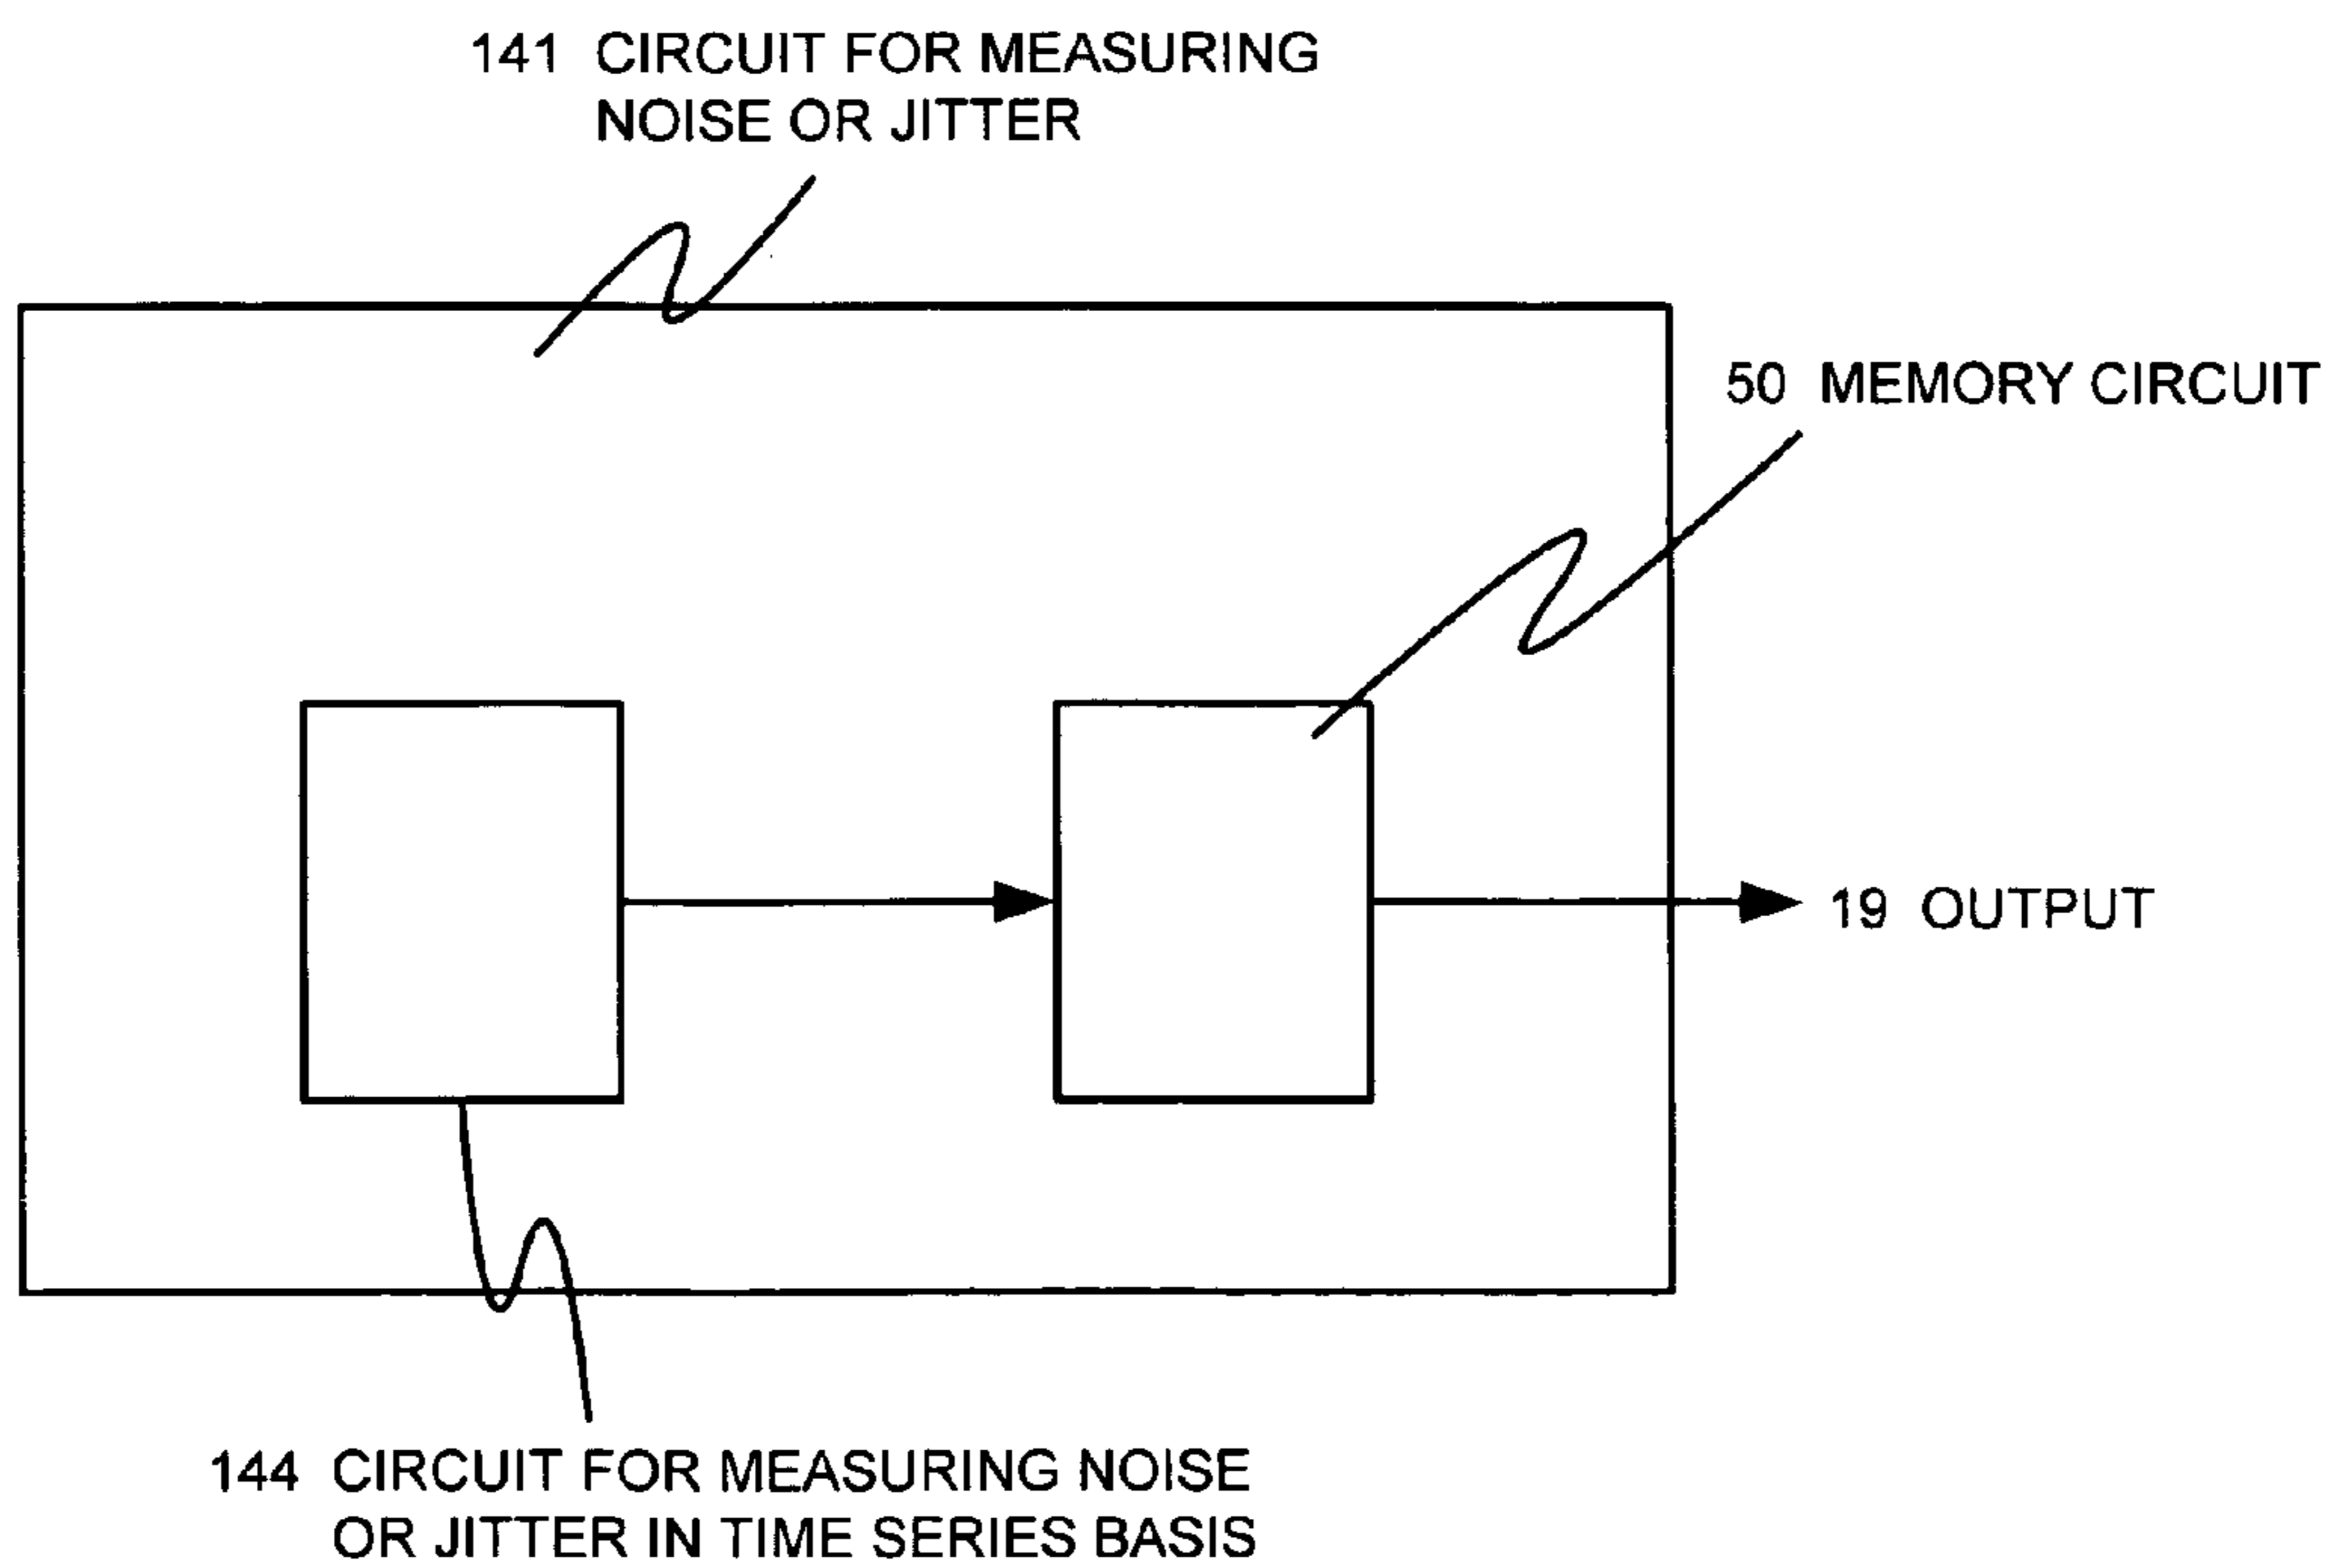 141 CIRCUIT FOR MEASURING
NOISE OR JITTER
50 MEMORY CIRCUIT
19 OUTPUT
144 CIRCUIT FOR MEASURING NOISE
OR JITTER IN TIME SERIES BASIS